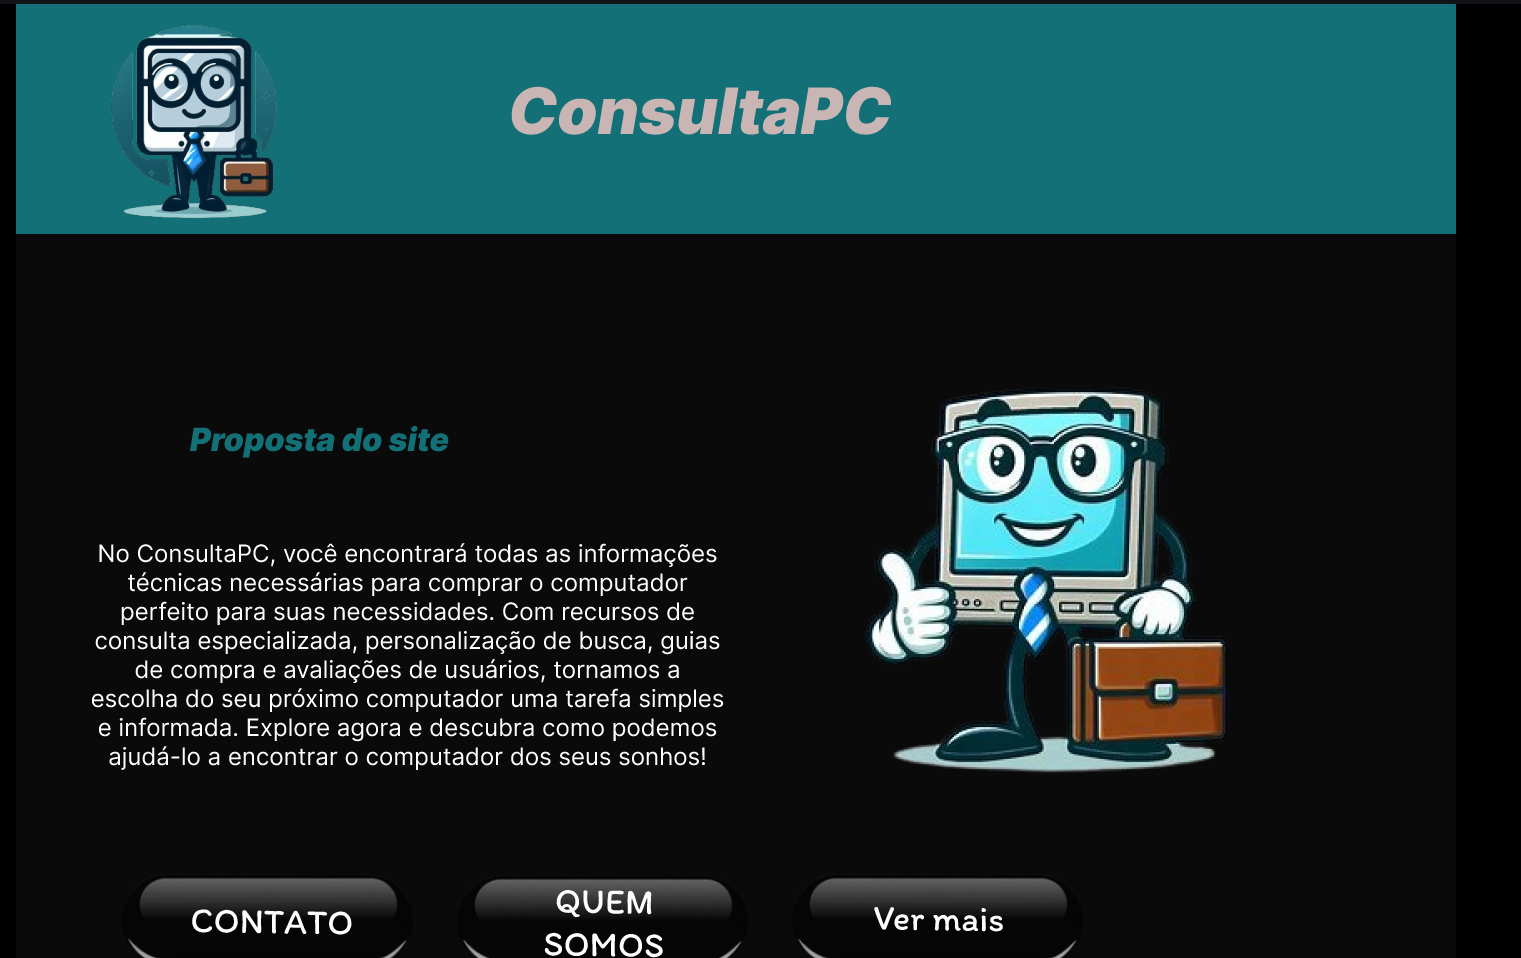 ConsultaPC
Proposta do site
No ConsultaPC, você encontrará todas as informações
técnicas necessárias para comprar o computador
perfeito para suas necessidades. Com recursos de
consulta especializada, personalização de busca, guias
de compra e avaliações de usuários, tornamos a
escolha do seu próximo computador uma tarefa simples
e informada. Explore agora e descubra como podemos
ajudá-lo a encontrar o computador dos seus sonhos!
CONTATO
QUEM
SOMOS
Ver mais